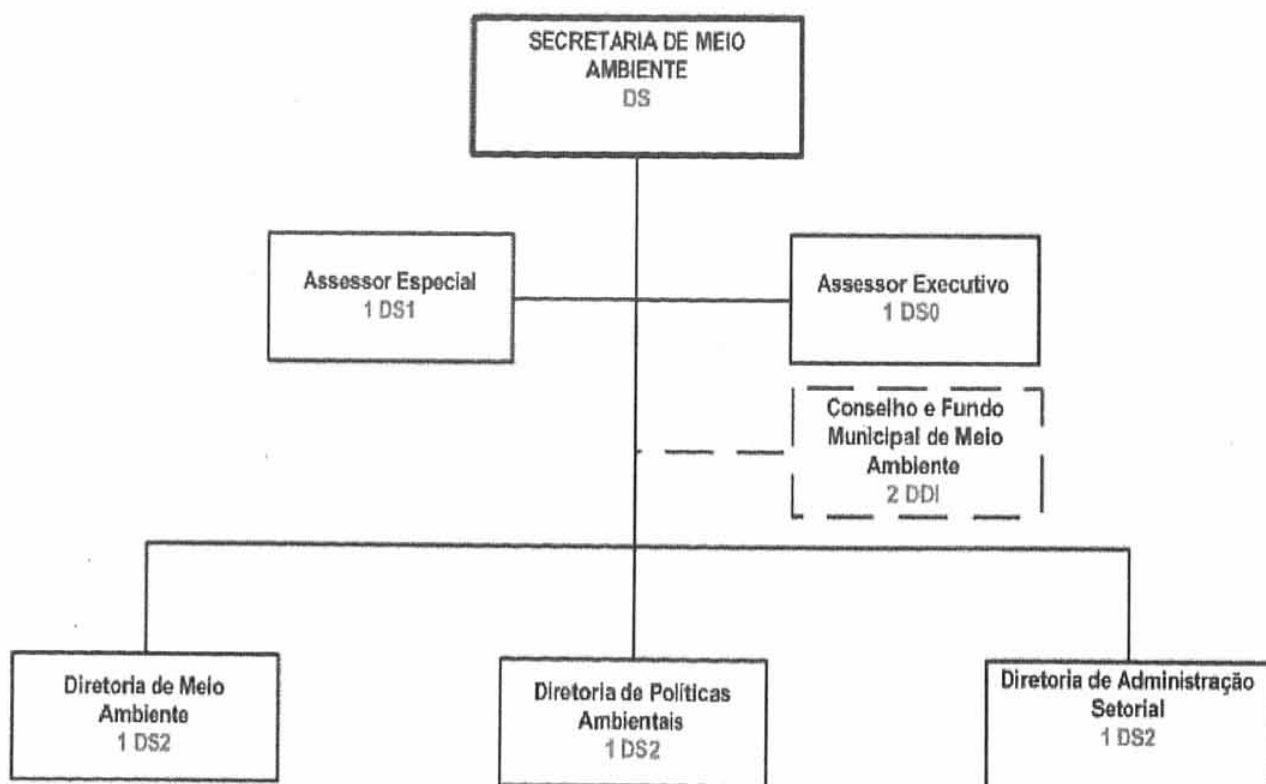 SECRETARIA DE MEIO
AMBIENTE
DS
Assessor Especial
1 DS1
Assessor Executivo
1 DS0
Conselho e Fundo
Municipal de Meio
Ambiente
2 DDI
Diretoria de Meio
Ambiente
1 DS2
Diretoria de Políticas
Ambientais
1 DS2
Diretoria de Administração
Setorial
1 DS2